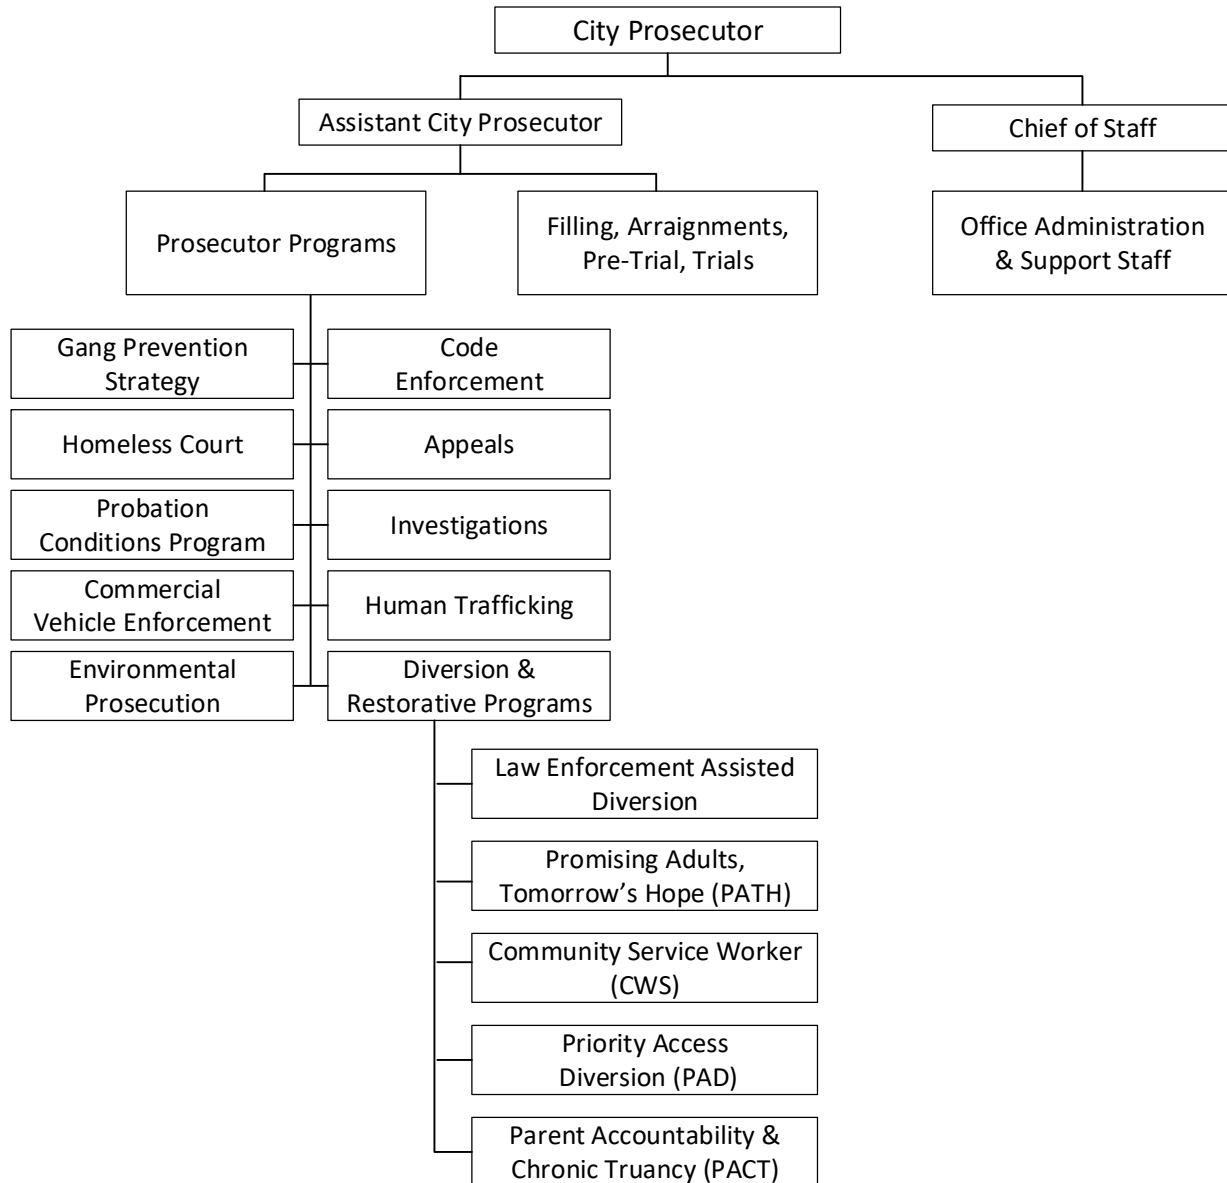 City Prosecutor
Assistant City Prosecutor
Chief of Staff
Prosecutor Programs
Filling, Arraignments,
Pre-Trial, Trials
Office Administration
& Support Staff
Gang Prevention
Strategy
Code
Enforcement
Homeless Court
Appeals
Probation
Conditions Program
Investigations
Commercial
Vehicle Enforcement
Human Trafficking
Environmental
Prosecution
Diversion &
Restorative Programs
Law Enforcement Assisted
Diversion
Promising Adults,
Tomorrow’s Hope (PATH)
Community Service Worker
(CWS)
Priority Access
Diversion (PAD)
Parent Accountability &
Chronic Truancy (PACT)